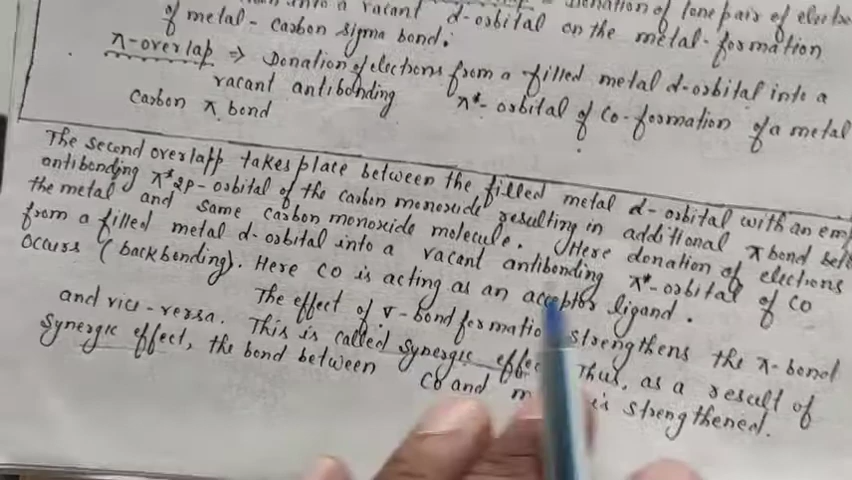 into a vacant d-orbital on the metal-formation
of metal-carbon sigma bond.
π-overlap ⇒ Donation of electrons from a filled metal d-orbital into a
vacant antibonding π*-orbital of CO-formation of a metal
Carbon π bond
The second overlapp takes place between the filled metal d-orbital with an
antibonding π*2p-orbital of the carbon monoxide resulting in additional π bond
the metal and same carbon monoxide molecule. Here donation of electrons
from a filled metal d-orbital into a vacant antibonding π*-orbital of CO
occurs (backbonding). Here CO is acting as an acceptor ligand.
The effect of σ-bond formation strengthens the π-bond
and vice-versa. This is called synergic effect. Thus, as a result of
synergic effect, the bond between CO and is strengthened.